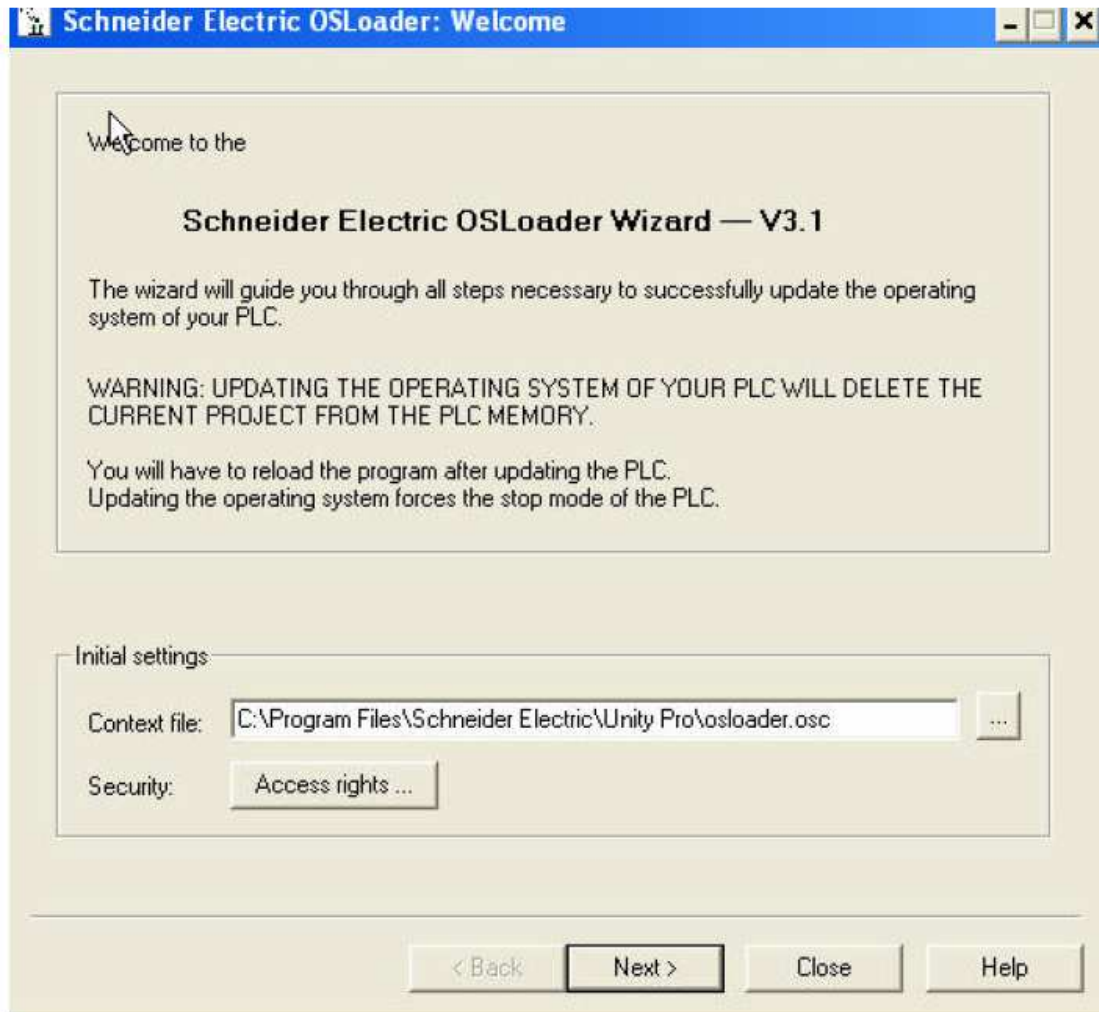 Schneider Electric OSLoader: Welcome
Welcome to the
Schneider Electric OSLoader Wizard — V3.1
The wizard will guide you through all steps necessary to successfully update the operating
system of your PLC.
WARNING: UPDATING THE OPERATING SYSTEM OF YOUR PLC WILL DELETE THE
CURRENT PROJECT FROM THE PLC MEMORY.
You will have to reload the program after updating the PLC.
Updating the operating system forces the stop mode of the PLC.
Initial settings
Context file: C:\Program Files\Schneider Electric\Unity Pro\osloader.osc ...
Security: Access rights ...
< Back Next > Close Help